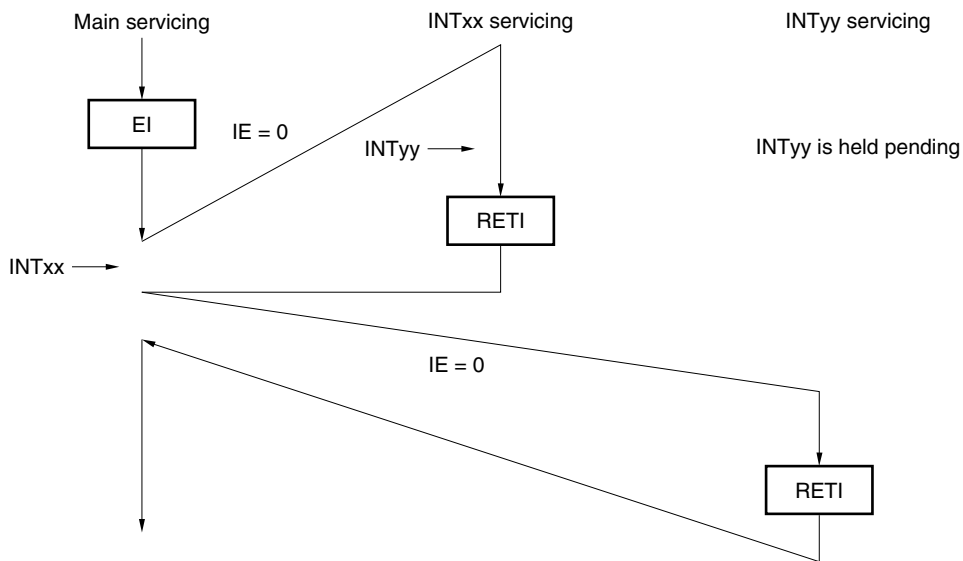 Main servicing
INTxx servicing
INTyy servicing
EI
IE = 0
INTyy
INTyy is held pending
RETI
INTxx
IE = 0
RETI